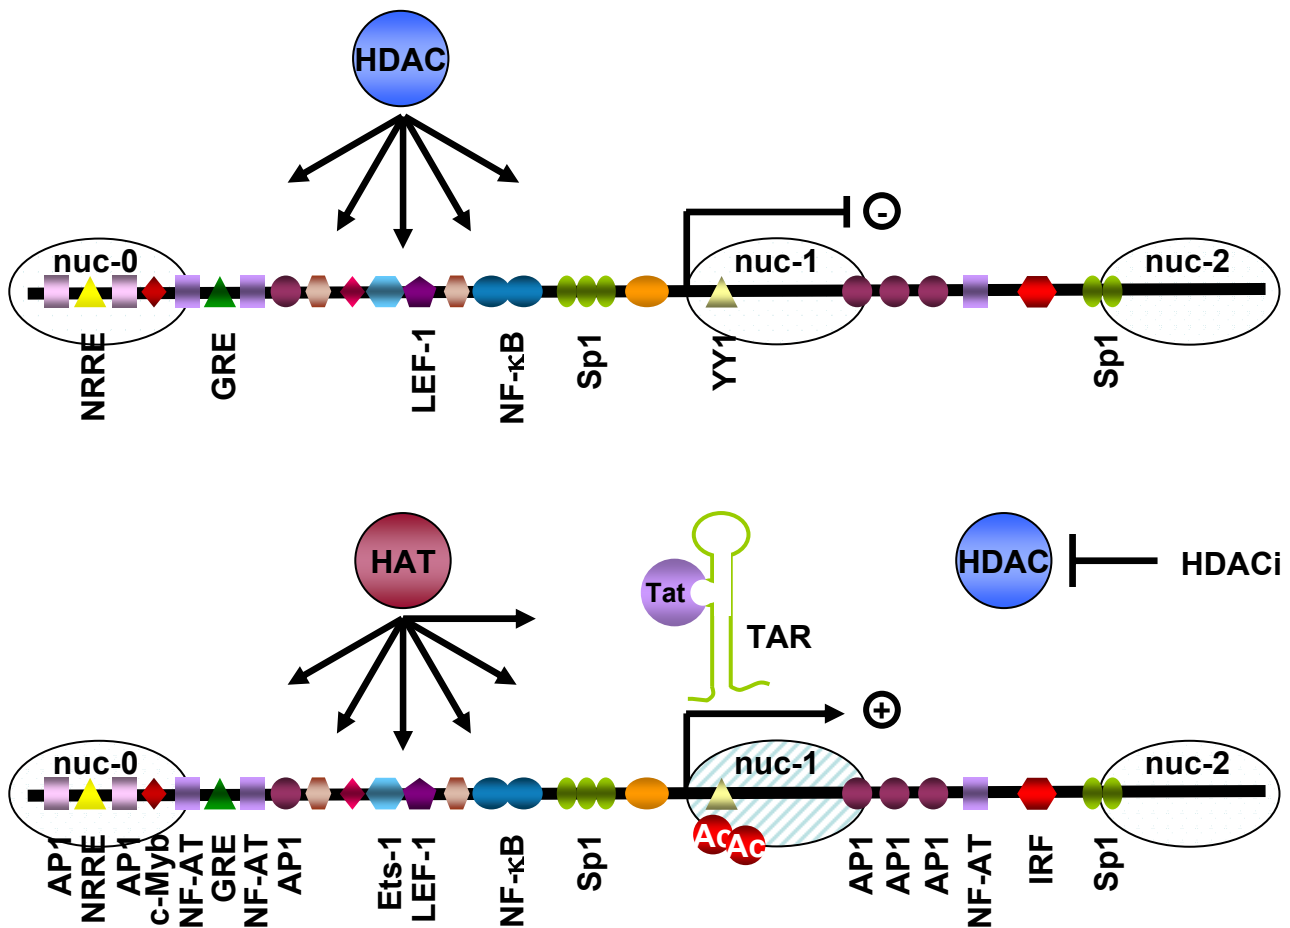 HDAC
-
nuc-0
nuc-1
nuc-2
NRRE
GRE
LEF-1
NF-κB
Sp1
YY1
Sp1
HAT
Tat
TAR
HDAC
HDACi
+
nuc-0
nuc-1
nuc-2
Ac
Ac
AP1
NRRE
AP1
c-Myb
NF-AT
GRE
NF-AT
AP1
Ets-1
LEF-1
NF-κB
Sp1
AP1
AP1
AP1
NF-AT
IRF
Sp1